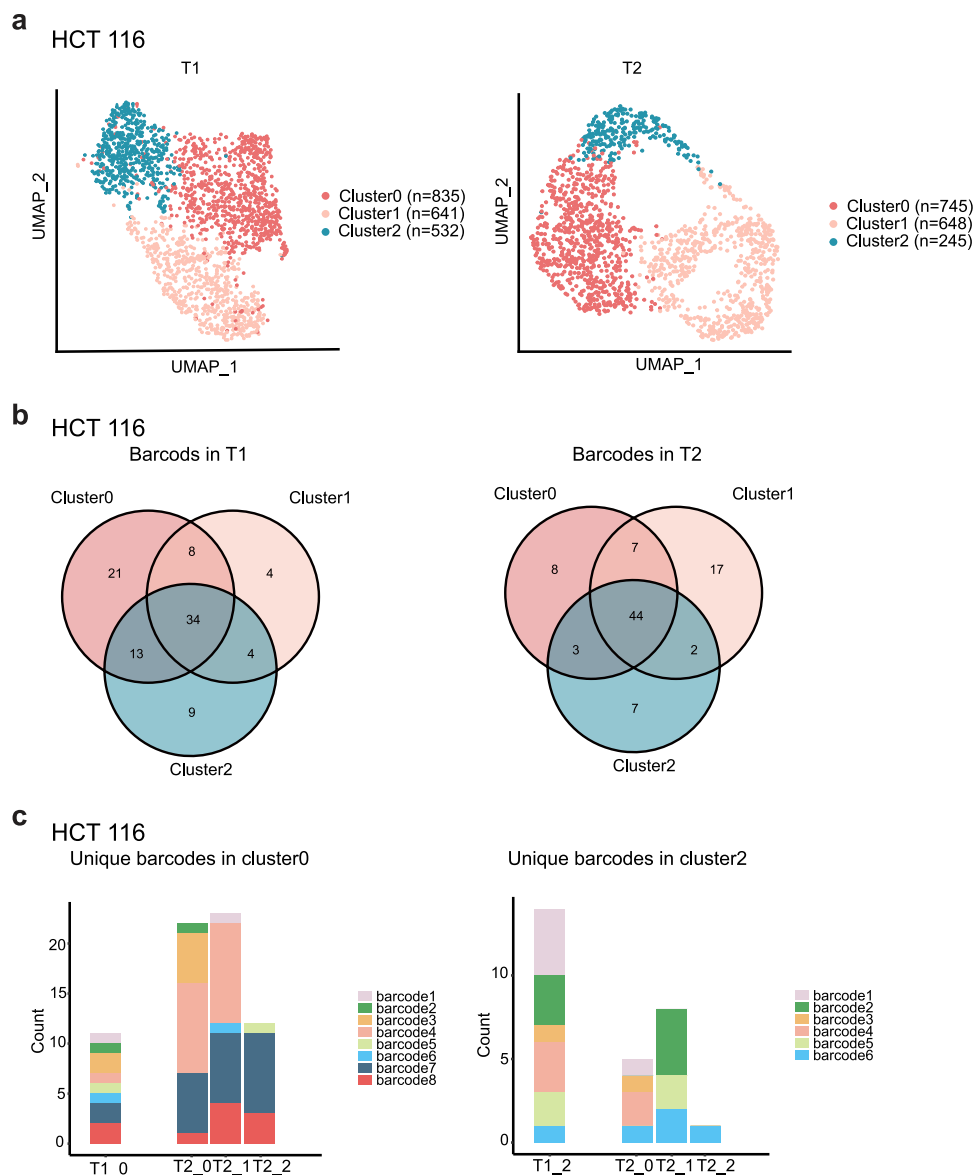 a
HCT 116
T1
T2
UMAP_2
Cluster0 (n=835)
Cluster1 (n=641)
Cluster2 (n=532)
UMAP_1
UMAP_2
Cluster0 (n=745)
Cluster1 (n=648)
Cluster2 (n=245)
UMAP_1
b
HCT 116
Barcods in T1
Cluster0
Cluster1
8
21
4
34
13
4
9
Cluster2
Barcodes in T2
Cluster0
Cluster1
7
8
17
44
3
2
7
Cluster2
c
HCT 116
Unique barcodes in cluster0
Count
20
15
10
5
0
T1_0
T2_0
T2_1
T2_2
barcode1
barcode2
barcode3
barcode4
barcode5
barcode6
barcode7
barcode8
Unique barcodes in cluster2
Count
10
5
0
T1_2
T2_0
T2_1
T2_2
barcode1
barcode2
barcode3
barcode4
barcode5
barcode6